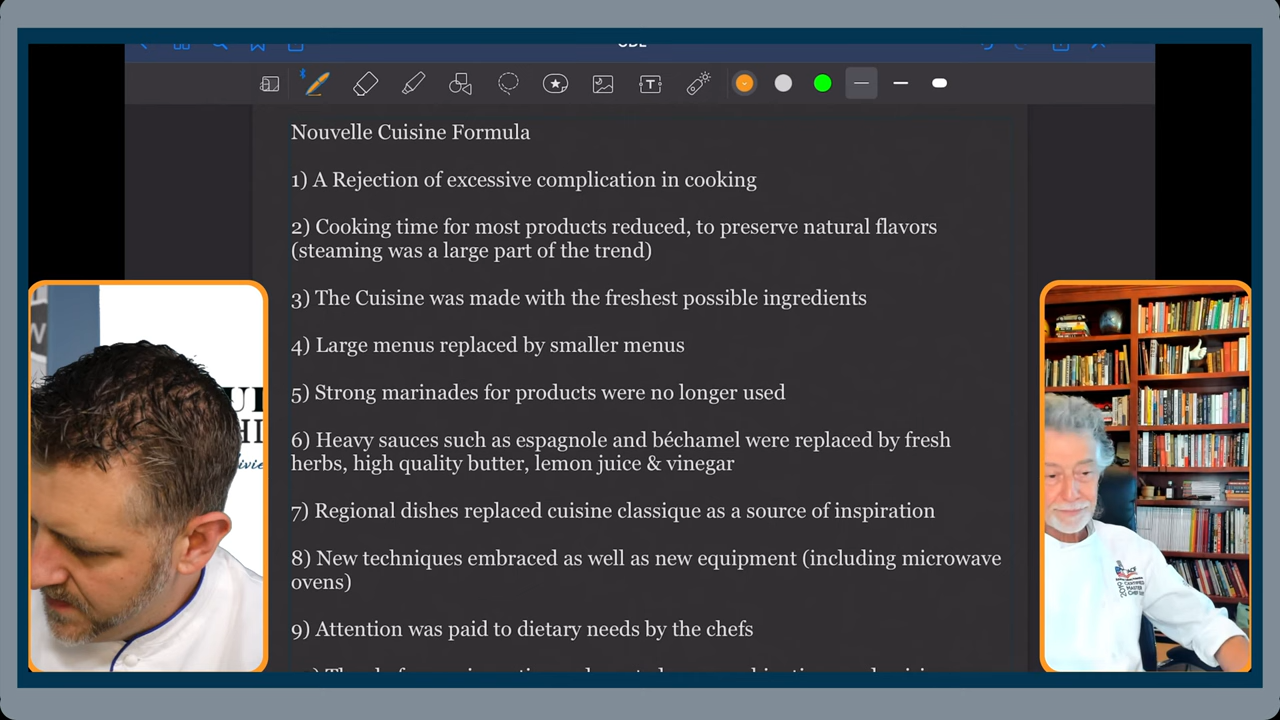 Nouvelle Cuisine Formula
1) A Rejection of excessive complication in cooking
2) Cooking time for most products reduced, to preserve natural flavors
(steaming was a large part of the trend)
3) The Cuisine was made with the freshest possible ingredients
4) Large menus replaced by smaller menus
5) Strong marinades for products were no longer used
6) Heavy sauces such as espagnole and béchamel were replaced by fresh
herbs, high quality butter, lemon juice & vinegar
7) Regional dishes replaced cuisine classique as a source of inspiration
8) New techniques embraced as well as new equipment (including microwave
ovens)
9) Attention was paid to dietary needs by the chefs